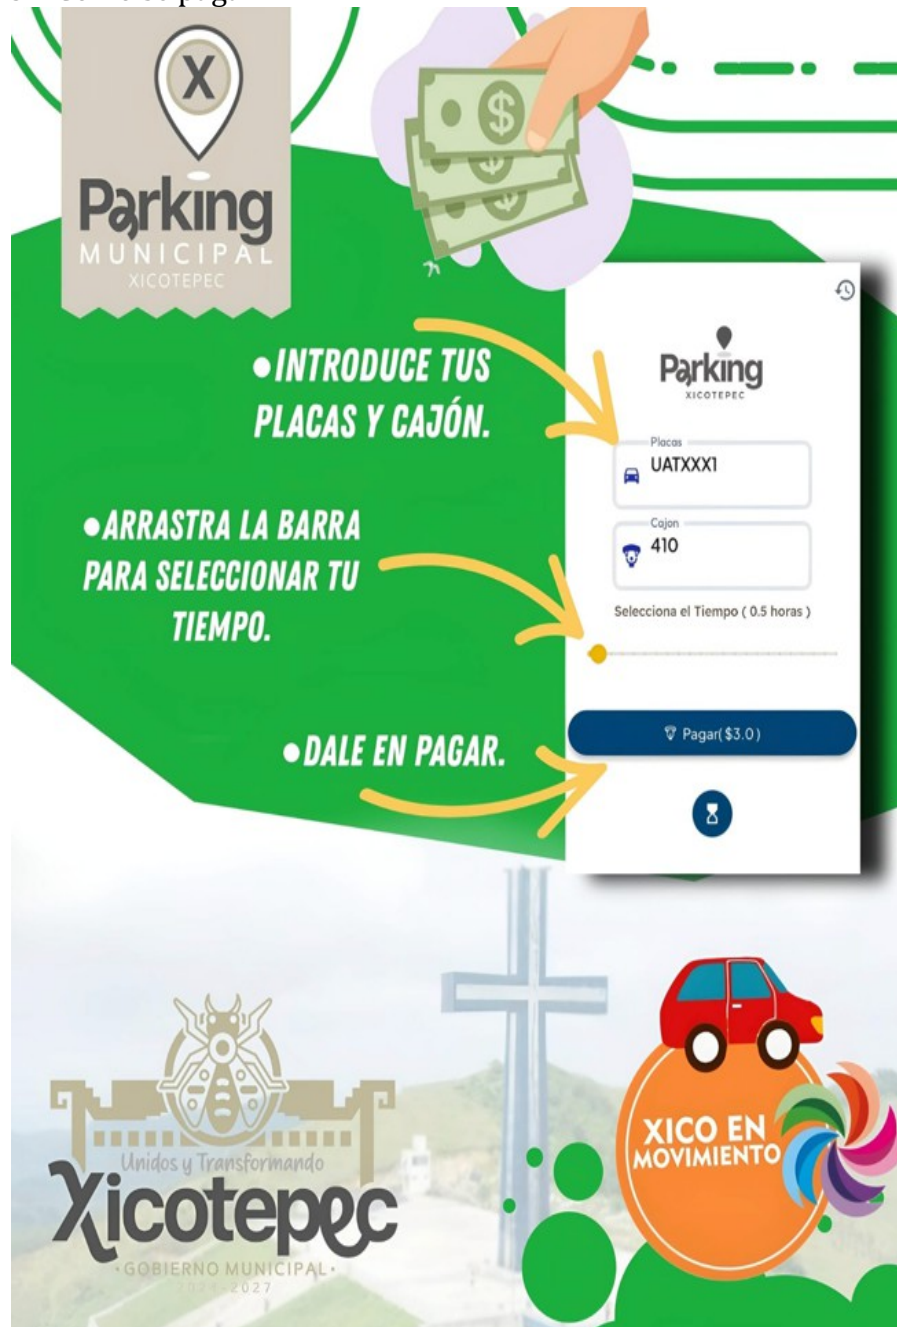 X
Parking
MUNICIPAL
XICOTEPEC
$
•INTRODUCE TUS
PLACAS Y CAJÓN.
•ARRASTRA LA BARRA
PARA SELECCIONAR TU
TIEMPO.
•DALE EN PAGAR.
Parking
XICOTEPEC
Placas
UATXXX1
Cajon
410
Selecciona el Tiempo ( 0.5 horas )
Pagar( $3.0 )
Unidos y Transformando
Xicotepec
•GOBIERNO MUNICIPAL•
2024-2027
XICO EN
MOVIMIENTO